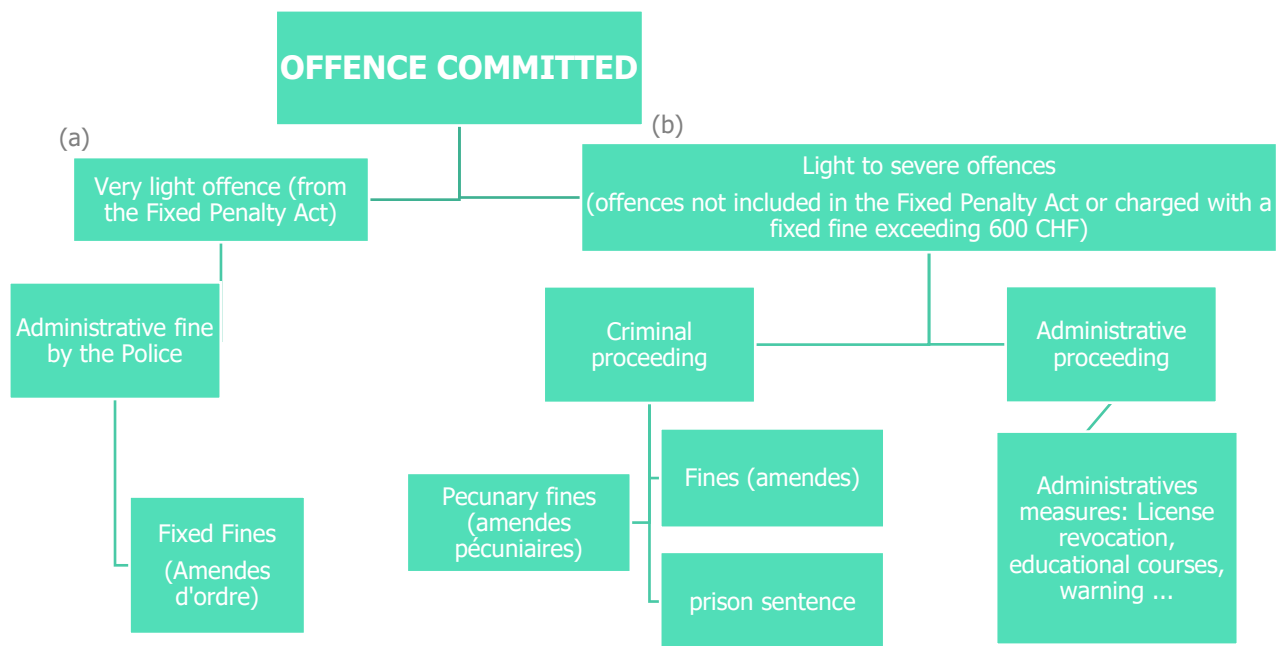 OFFENCE COMMITTED
(a)
Very light offence (from
the Fixed Penalty Act)
(b)
Light to severe offences
(offences not included in the Fixed Penalty Act or charged with a
fixed fine exceeding 600 CHF)
Administrative fine
by the Police
Fixed Fines
(Amendes
d'ordre)
Criminal
proceeding
Pecunary fines
(amendes
pécuniaires)
Fines (amendes)
prison sentence
Administrative
proceeding
Administratives
measures: License
revocation,
educational courses,
warning ...